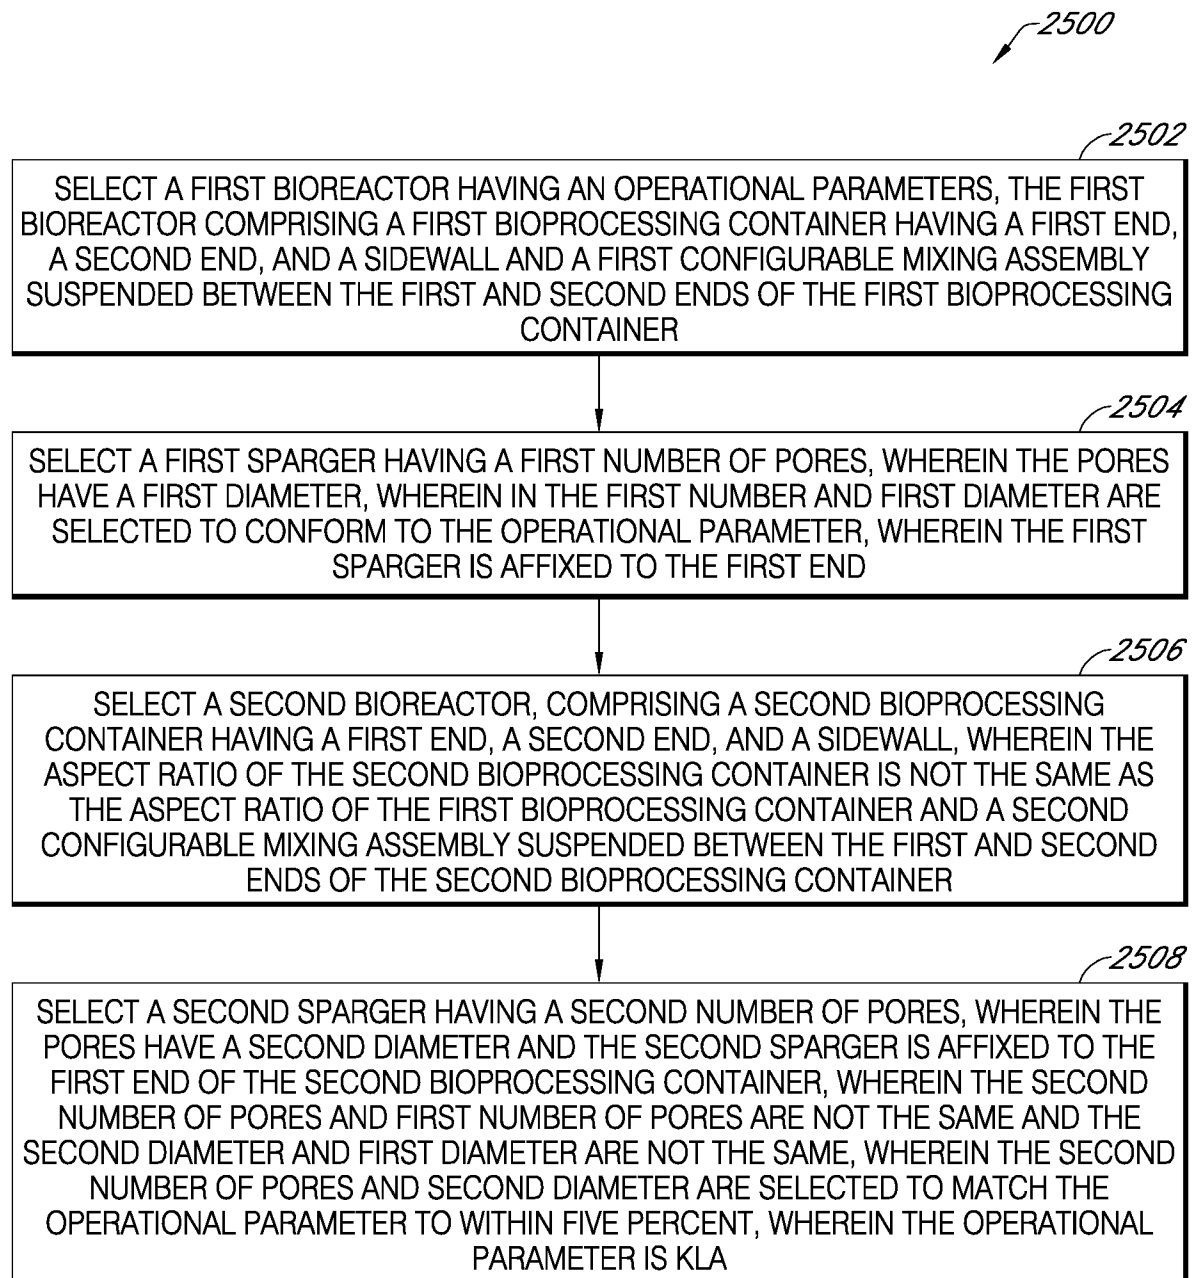 2500
2502
SELECT A FIRST BIOREACTOR HAVING AN OPERATIONAL PARAMETERS, THE FIRST
BIOREACTOR COMPRISING A FIRST BIOPROCESSING CONTAINER HAVING A FIRST END,
A SECOND END, AND A SIDEWALL AND A FIRST CONFIGURABLE MIXING ASSEMBLY
SUSPENDED BETWEEN THE FIRST AND SECOND ENDS OF THE FIRST BIOPROCESSING
CONTAINER
2504
SELECT A FIRST SPARGER HAVING A FIRST NUMBER OF PORES, WHEREIN THE PORES
HAVE A FIRST DIAMETER, WHEREIN IN THE FIRST NUMBER AND FIRST DIAMETER ARE
SELECTED TO CONFORM TO THE OPERATIONAL PARAMETER, WHEREIN THE FIRST
SPARGER IS AFFIXED TO THE FIRST END
2506
SELECT A SECOND BIOREACTOR, COMPRISING A SECOND BIOPROCESSING
CONTAINER HAVING A FIRST END, A SECOND END, AND A SIDEWALL, WHEREIN THE
ASPECT RATIO OF THE SECOND BIOPROCESSING CONTAINER IS NOT THE SAME AS
THE ASPECT RATIO OF THE FIRST BIOPROCESSING CONTAINER AND A SECOND
CONFIGURABLE MIXING ASSEMBLY SUSPENDED BETWEEN THE FIRST AND SECOND
ENDS OF THE SECOND BIOPROCESSING CONTAINER
2508
SELECT A SECOND SPARGER HAVING A SECOND NUMBER OF PORES, WHEREIN THE
PORES HAVE A SECOND DIAMETER AND THE SECOND SPARGER IS AFFIXED TO THE
FIRST END OF THE SECOND BIOPROCESSING CONTAINER, WHEREIN THE SECOND
NUMBER OF PORES AND FIRST NUMBER OF PORES ARE NOT THE SAME AND THE
SECOND DIAMETER AND FIRST DIAMETER ARE NOT THE SAME, WHEREIN THE SECOND
NUMBER OF PORES AND SECOND DIAMETER ARE SELECTED TO MATCH THE
OPERATIONAL PARAMETER TO WITHIN FIVE PERCENT, WHEREIN THE OPERATIONAL
PARAMETER IS KLA